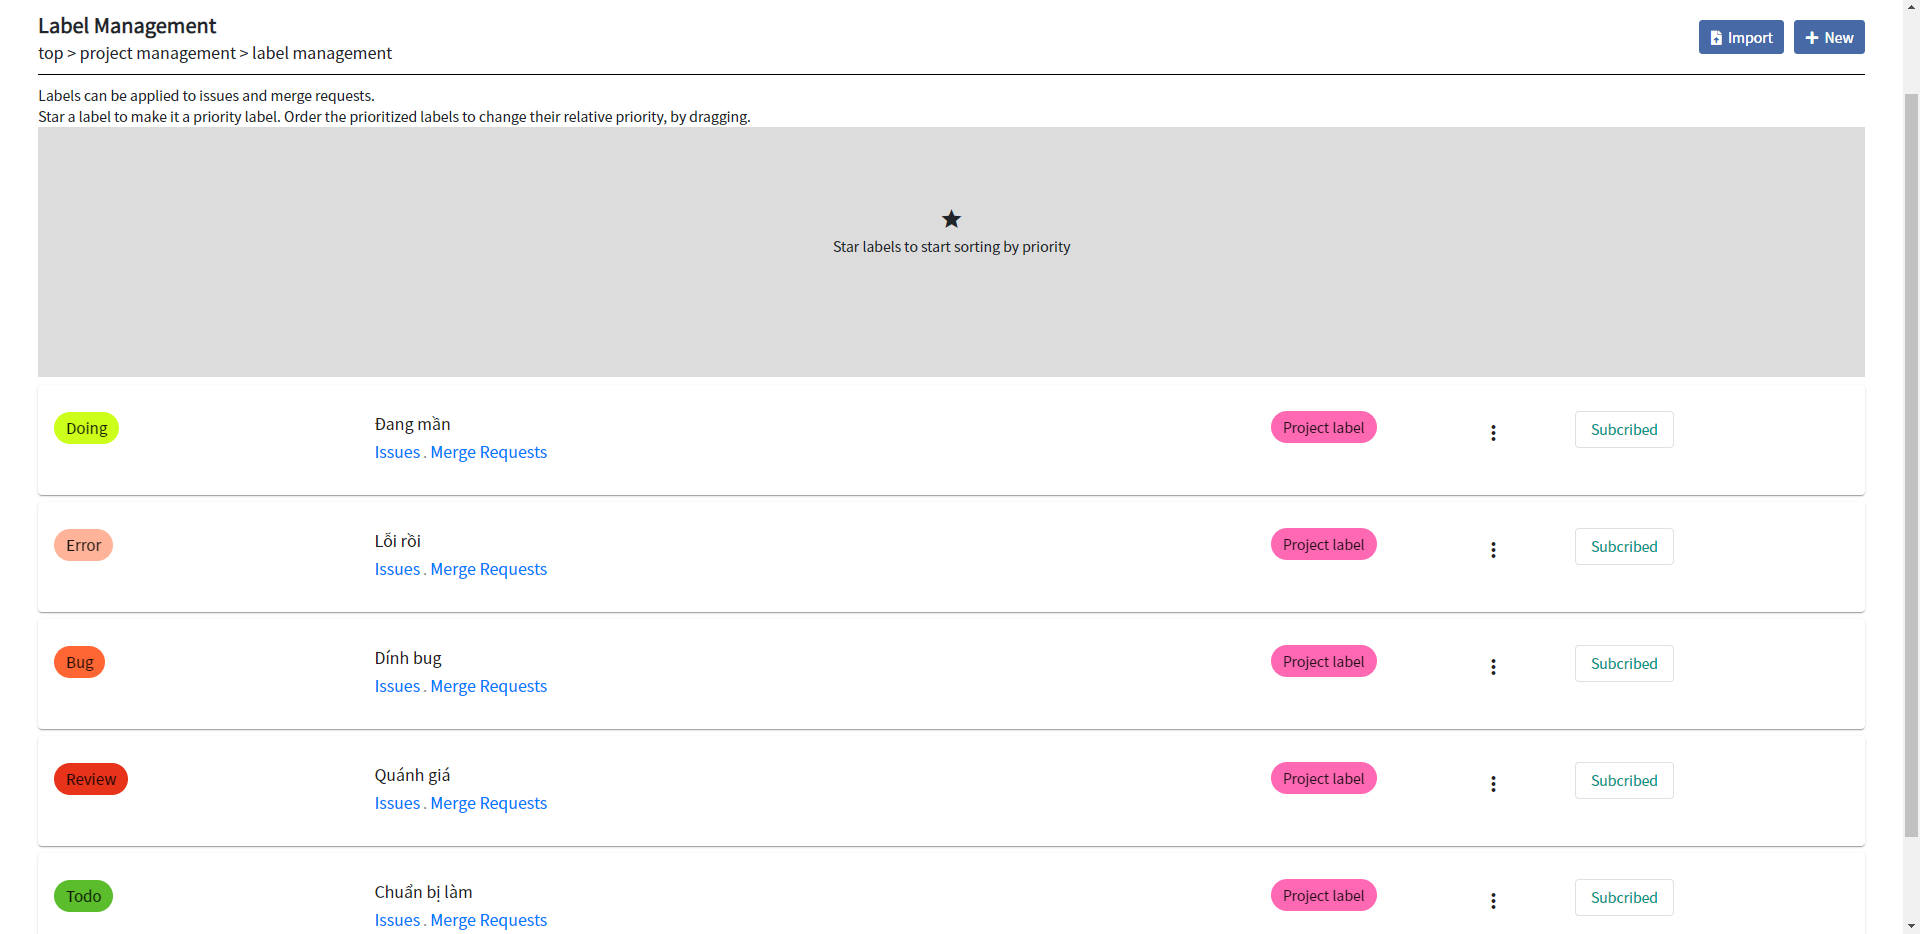 Label Management
top > project management > label management
Import
New
Labels can be applied to issues and merge requests.
Star a label to make it a priority label. Order the prioritized labels to change their relative priority, by dragging.
Star labels to start sorting by priority
Doing
Đang mần
Issues . Merge Requests
Project label
Subcribed
Error
Lỗi rồi
Issues . Merge Requests
Project label
Subcribed
Bug
Dính bug
Issues . Merge Requests
Project label
Subcribed
Review
Quánh giá
Issues . Merge Requests
Project label
Subcribed
Todo
Chuẩn bị làm
Issues . Merge Requests
Project label
Subcribed